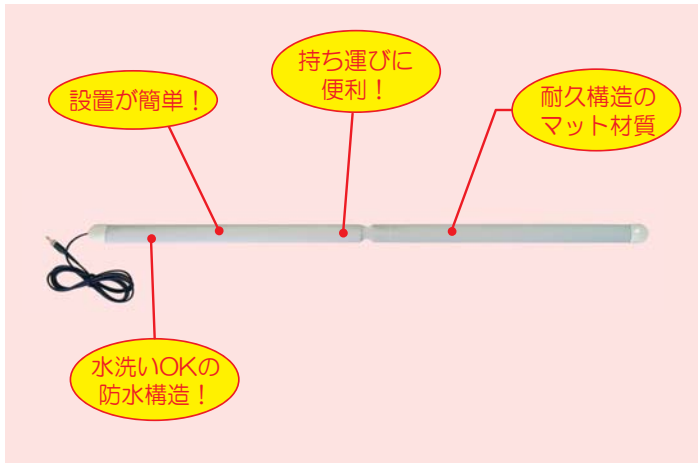 持ち運びに
便利！
設置が簡単！
耐久構造の
マット材質
水洗いOKの
防水構造！